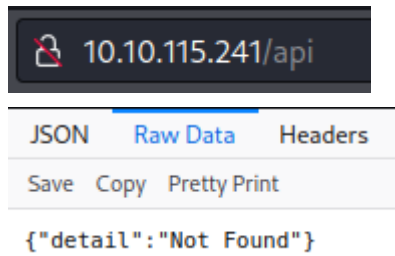 10.10.115.241/api
JSON Raw Data Headers
Save Copy Pretty Print
{"detail":"Not Found"}